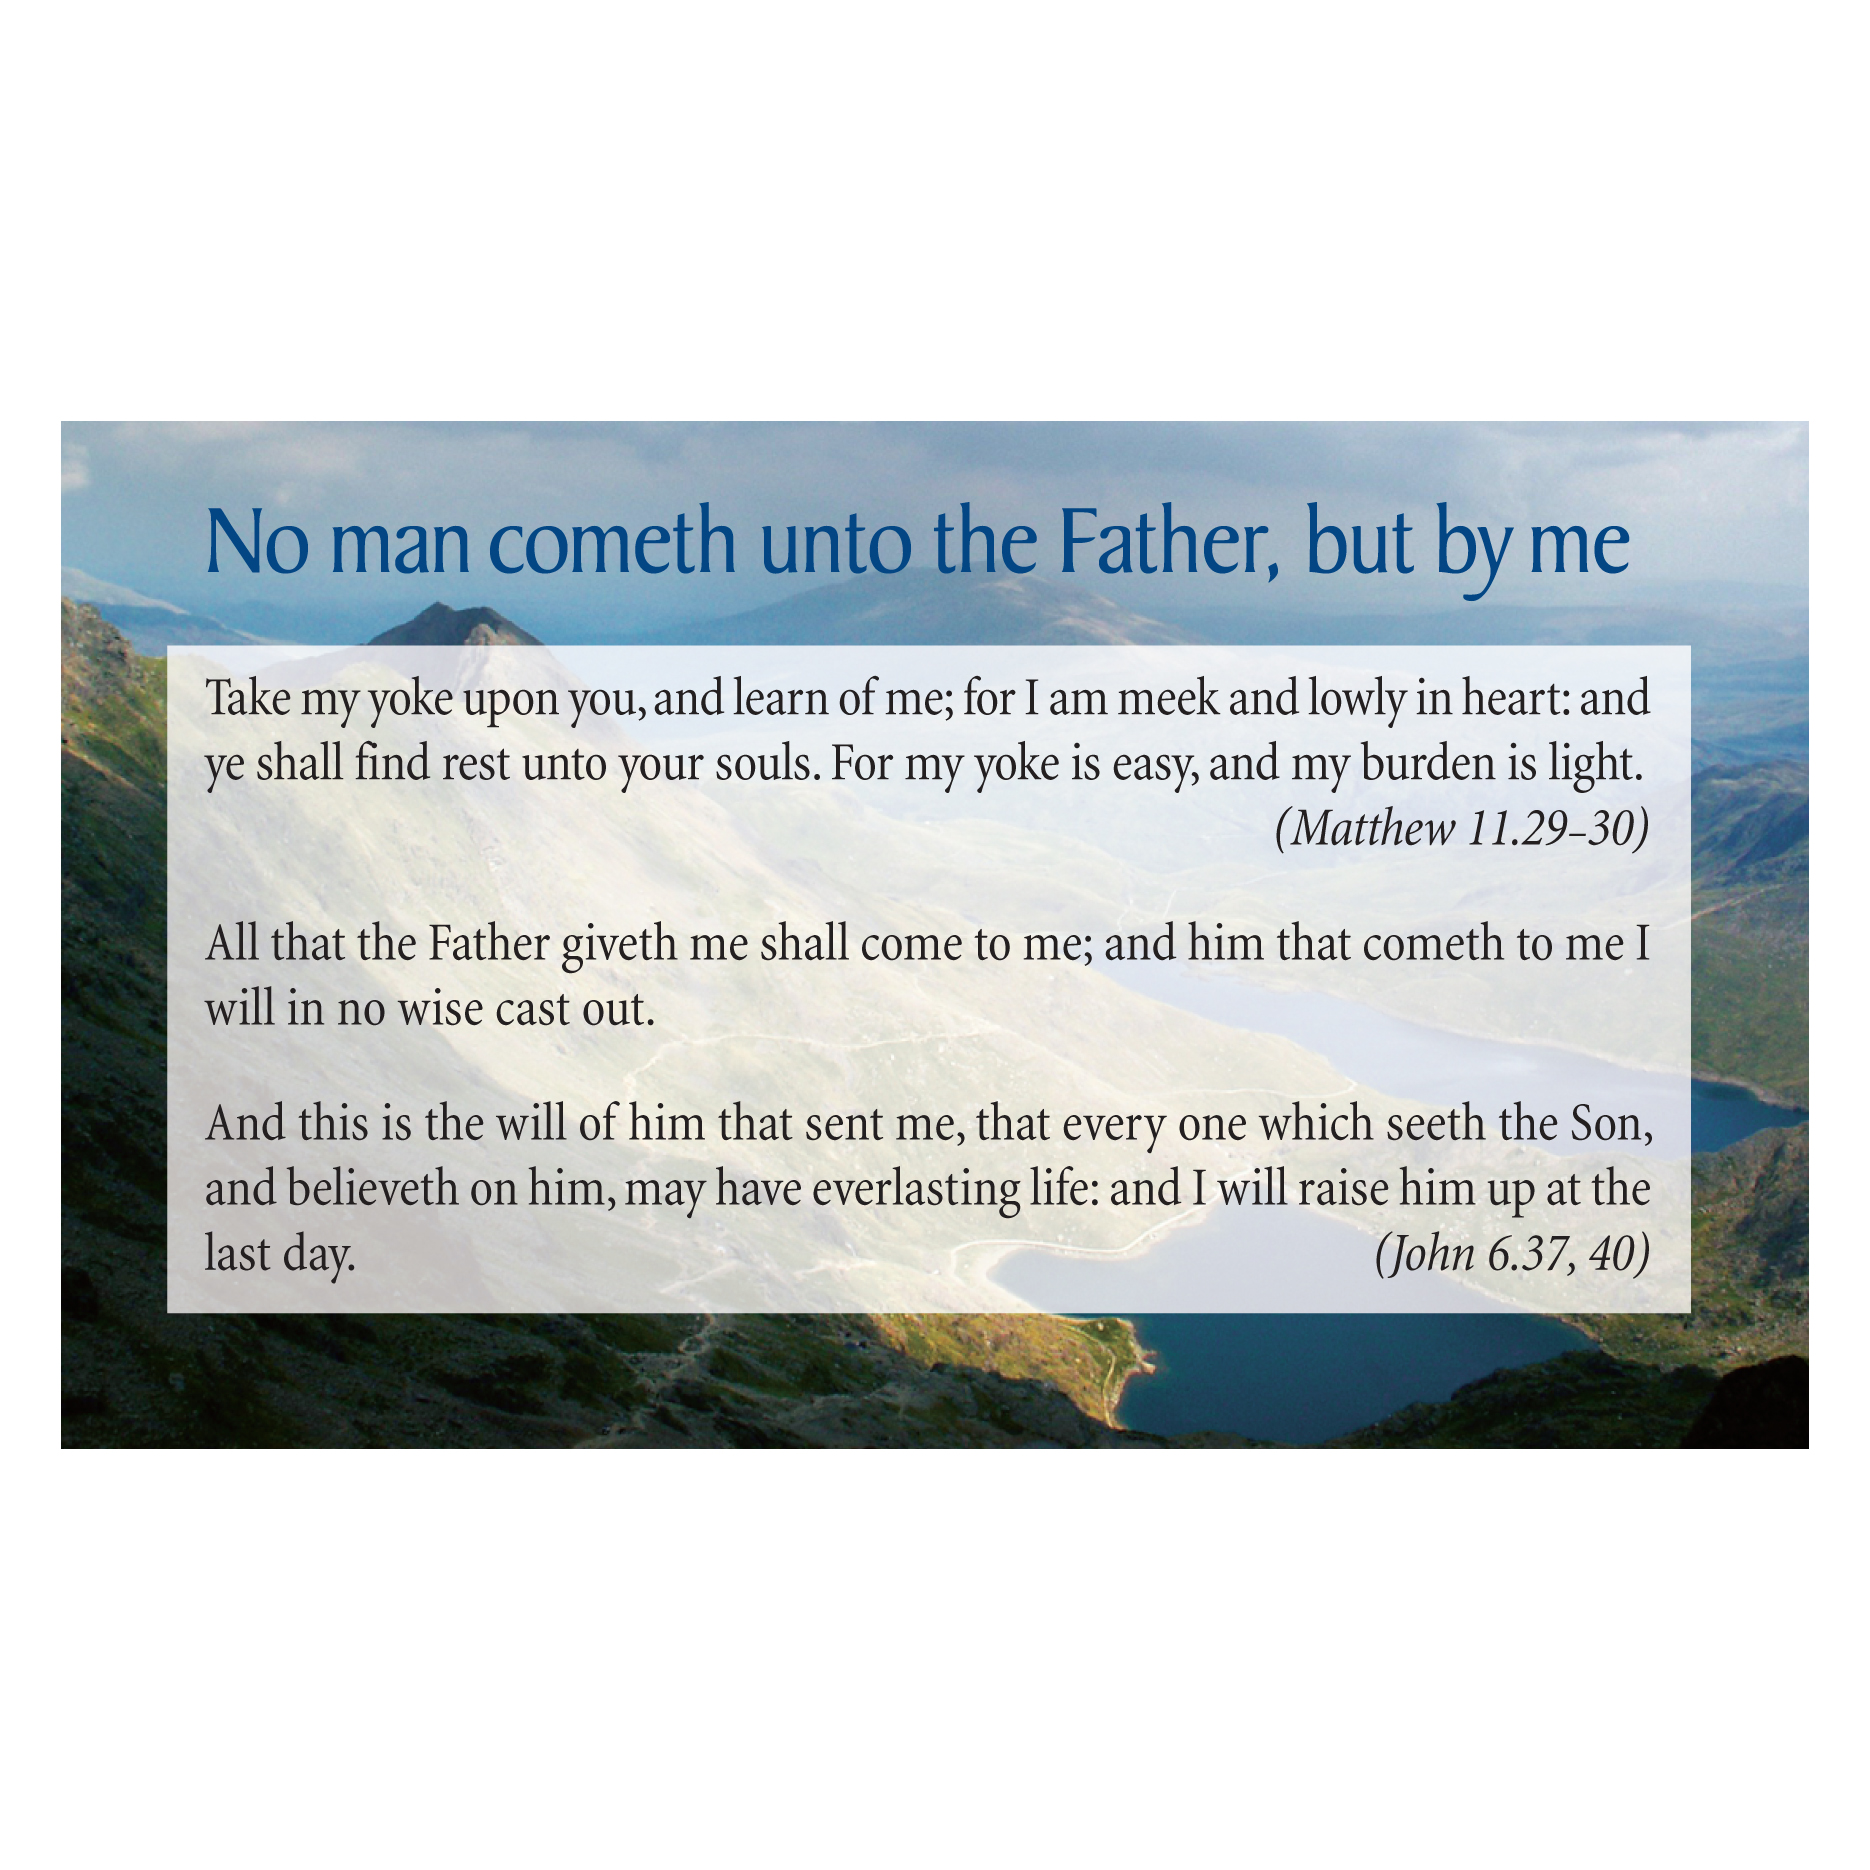 No man cometh unto the Father, but by me
Take my yoke upon you, and learn of me; for I am meek and lowly in heart: and
ye shall find rest unto your souls. For my yoke is easy, and my burden is light.
(Matthew 11.29–30)
All that the Father giveth me shall come to me; and him that cometh to me I
will in no wise cast out.
And this is the will of him that sent me, that every one which seeth the Son,
and believeth on him, may have everlasting life: and I will raise him up at the
last day. (John 6.37, 40)